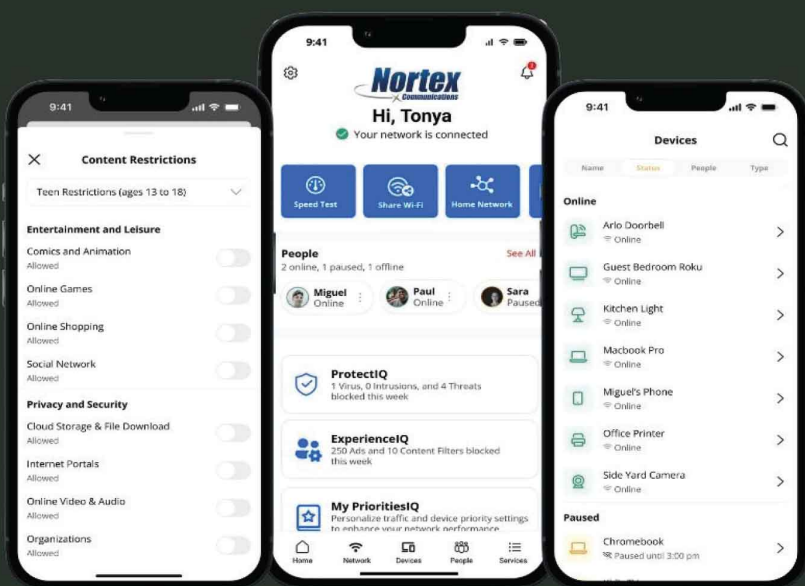 9:41
Content Restrictions
Teen Restrictions (ages 13 to 18)
Entertainment and Leisure
Comics and Animation
Allowed
Online Games
Allowed
Online Shopping
Allowed
Social Network
Allowed
Privacy and Security
Cloud Storage & File Download
Allowed
Internet Portals
Allowed
Online Video & Audio
Allowed
Organizations
Allowed
9:41
Nortex
Communications
Hi, Tonya
Your network is connected
Speed Test
Share Wi-Fi
Home Network
People
See All
2 online, 1 paused, 1 offline
Miguel
Online
Paul
Online
Sara
Paused
ProtectIQ
1 Virus, 0 Intrusions, and 4 Threats
blocked this week
ExperienceIQ
250 Ads and 10 Content Filters blocked
this week
My PrioritiesIQ
Personalize traffic and device priority settings
to enhance your network performance
Home
Network
Devices
People
Services
9:41
Devices
Name Status People Type
Online
Arlo Doorbell
Online
Guest Bedroom Roku
Online
Kitchen Light
Online
Macbook Pro
Online
Miguel's Phone
Online
Office Printer
Online
Side Yard Camera
Online
Paused
Chromebook
Paused until 3:00 pm